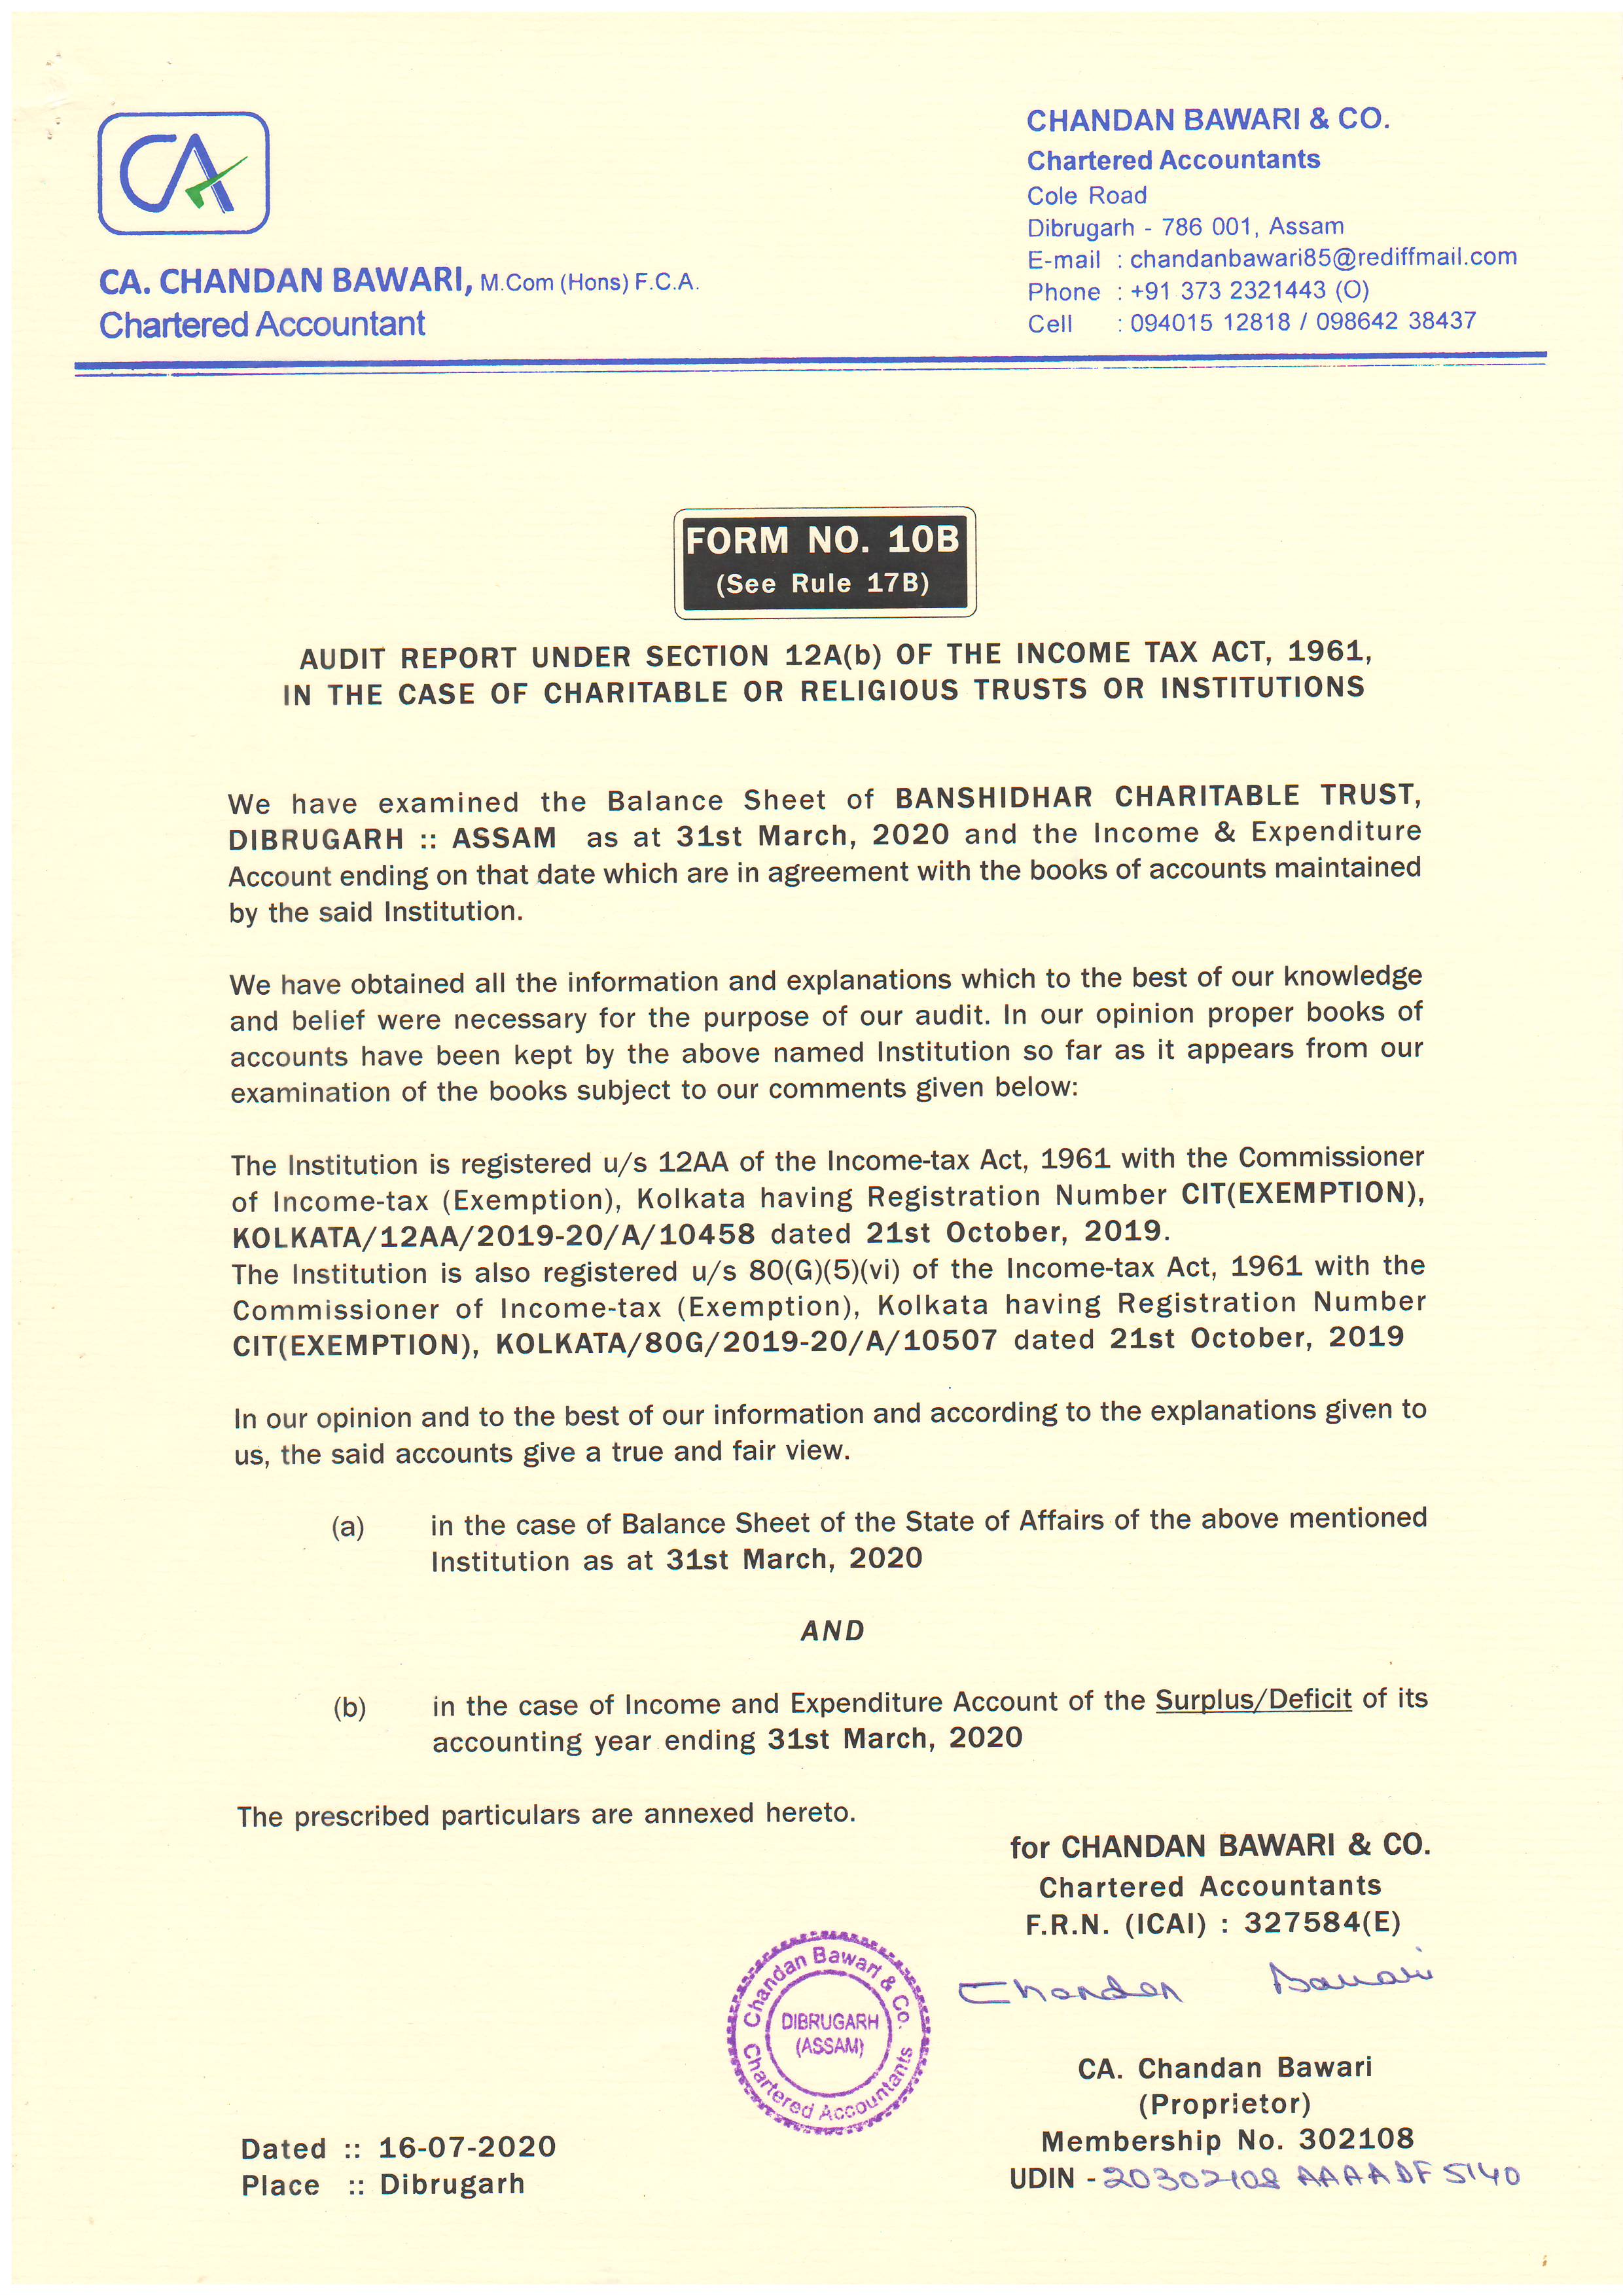 CA
CA. CHANDAN BAWARI, M.Com (Hons) F.C.A.
Chartered Accountant
CHANDAN BAWARI & CO.
Chartered Accountants
Cole Road
Dibrugarh - 786 001, Assam
E-mail : chandanbawari85@rediffmail.com
Phone : +91 373 2321443 (O)
Cell : 094015 12818 / 098642 38437
FORM NO. 10B
(See Rule 17B)
AUDIT REPORT UNDER SECTION 12A(b) OF THE INCOME TAX ACT, 1961,
IN THE CASE OF CHARITABLE OR RELIGIOUS TRUSTS OR INSTITUTIONS
We have examined the Balance Sheet of BANSHIDHAR CHARITABLE TRUST,
DIBRUGARH :: ASSAM as at 31st March, 2020 and the Income & Expenditure
Account ending on that date which are in agreement with the books of accounts maintained
by the said Institution.
We have obtained all the information and explanations which to the best of our knowledge
and belief were necessary for the purpose of our audit. In our opinion proper books of
accounts have been kept by the above named Institution so far as it appears from our
examination of the books subject to our comments given below:
The Institution is registered u/s 12AA of the Income-tax Act, 1961 with the Commissioner
of Income-tax (Exemption), Kolkata having Registration Number CIT(EXEMPTION),
KOLKATA/12AA/2019-20/A/10458 dated 21st October, 2019.
The Institution is also registered u/s 80(G)(5)(vi) of the Income-tax Act, 1961 with the
Commissioner of Income-tax (Exemption), Kolkata having Registration Number
CIT(EXEMPTION), KOLKATA/80G/2019-20/A/10507 dated 21st October, 2019
In our opinion and to the best of our information and according to the explanations given to
us, the said accounts give a true and fair view.
(a) in the case of Balance Sheet of the State of Affairs of the above mentioned
Institution as at 31st March, 2020
AND
(b) in the case of Income and Expenditure Account of the Surplus/Deficit of its
accounting year ending 31st March, 2020
The prescribed particulars are annexed hereto.
for CHANDAN BAWARI & CO.
Chartered Accountants
F.R.N. (ICAI) : 327584(E)
Chandan Bawari
Chandan Bawari & Co.
DIBRUGARH
(ASSAM)
Chartered Accountants
CA. Chandan Bawari
(Proprietor)
Membership No. 302108
UDIN - 20302108 AAAADF5140
Dated :: 16-07-2020
Place :: Dibrugarh